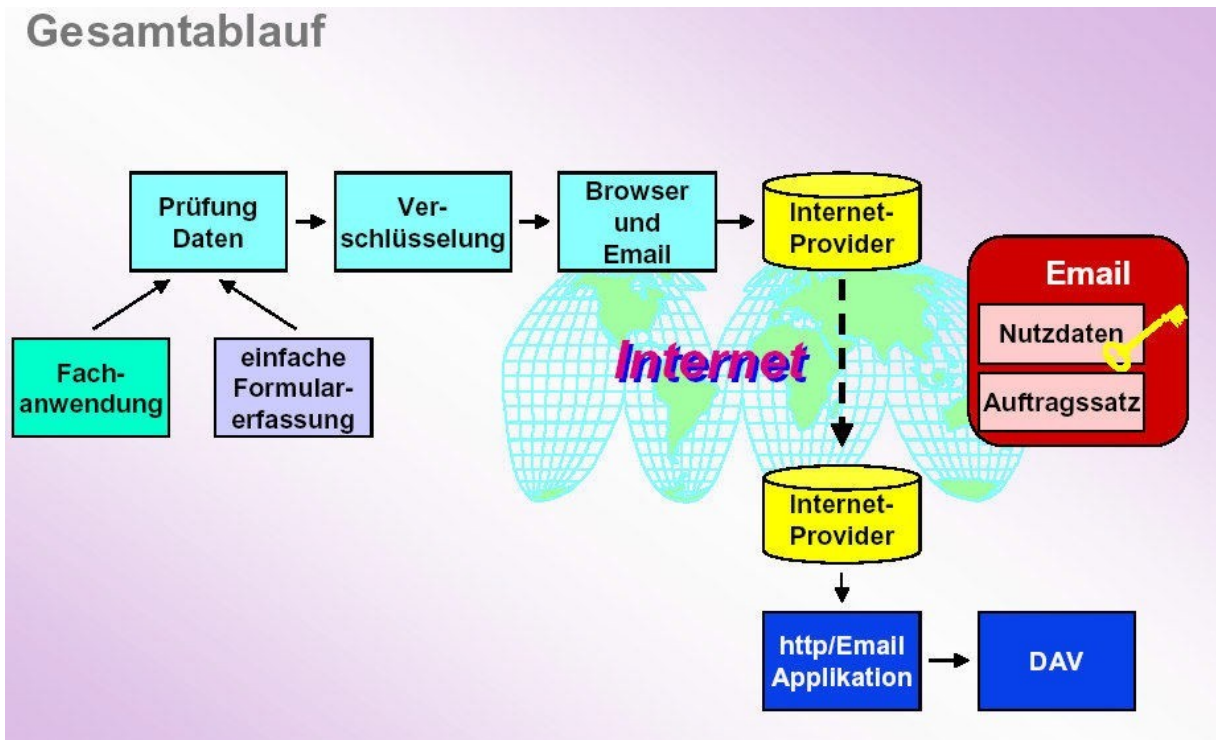 Gesamtablauf
Prüfung
Daten
Ver-
schlüsselung
Browser
und
Email
Internet-
Provider
Email
Nutzdaten
Auftragssatz
Fach-
anwendung
einfache
Formular-
erfassung
Internet
Internet-
Provider
http/Email
Applikation
DAV